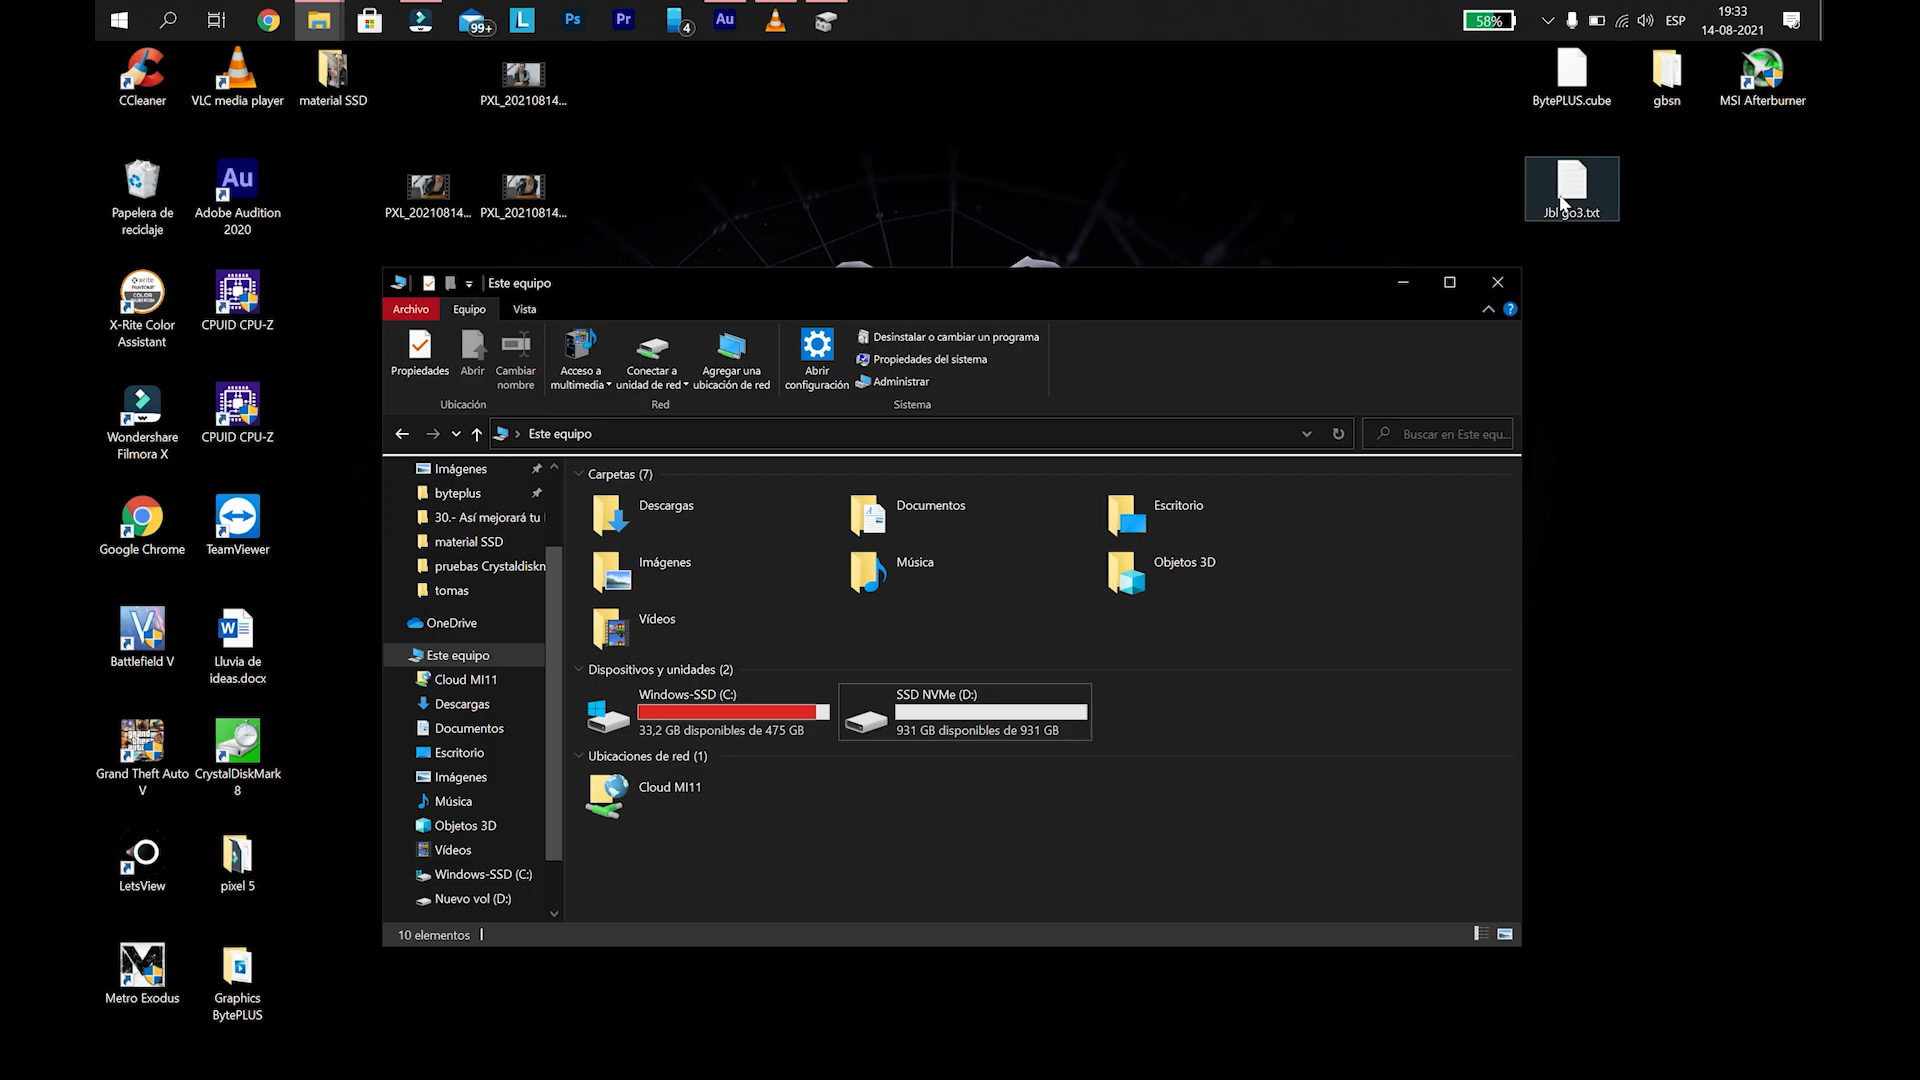 99+
Ps
Pr
4
Au
58%
ESP
19:33
14-08-2021
CCleaner
VLC media player
material SSD
PXL_20210814...
BytePLUS.cube
gbsn
MSI Afterburner
Papelera de
reciclaje
Au
Adobe Audition
2020
PXL_20210814...
PXL_20210814...
Jbl go3.txt
X-Rite Color
Assistant
CPUID CPU-Z
Wondershare
Filmora X
CPUID CPU-Z
Google Chrome
TeamViewer
Battlefield V
Lluvia de
ideas.docx
Grand Theft Auto
V
CrystalDiskMark
8
LetsView
pixel 5
Metro Exodus
Graphics
BytePLUS
Este equipo
Archivo
Equipo
Vista
Propiedades
Abrir
Cambiar
nombre
Ubicación
Acceso a
multimedia
Conectar a
unidad de red
Agregar una
ubicación de red
Red
Abrir
configuración
Desinstalar o cambiar un programa
Propiedades del sistema
Administrar
Sistema
Este equipo
Buscar en Este equ...
Imágenes
byteplus
30.- Así mejorará tu
material SSD
pruebas Crystaldiskn
tomas
OneDrive
Este equipo
Cloud MI11
Descargas
Documentos
Escritorio
Imágenes
Música
Objetos 3D
Vídeos
Windows-SSD (C:)
Nuevo vol (D:)
Carpetas (7)
Descargas
Documentos
Escritorio
Imágenes
Música
Objetos 3D
Vídeos
Dispositivos y unidades (2)
Windows-SSD (C:)
33,2 GB disponibles de 475 GB
SSD NVMe (D:)
931 GB disponibles de 931 GB
Ubicaciones de red (1)
Cloud MI11
10 elementos